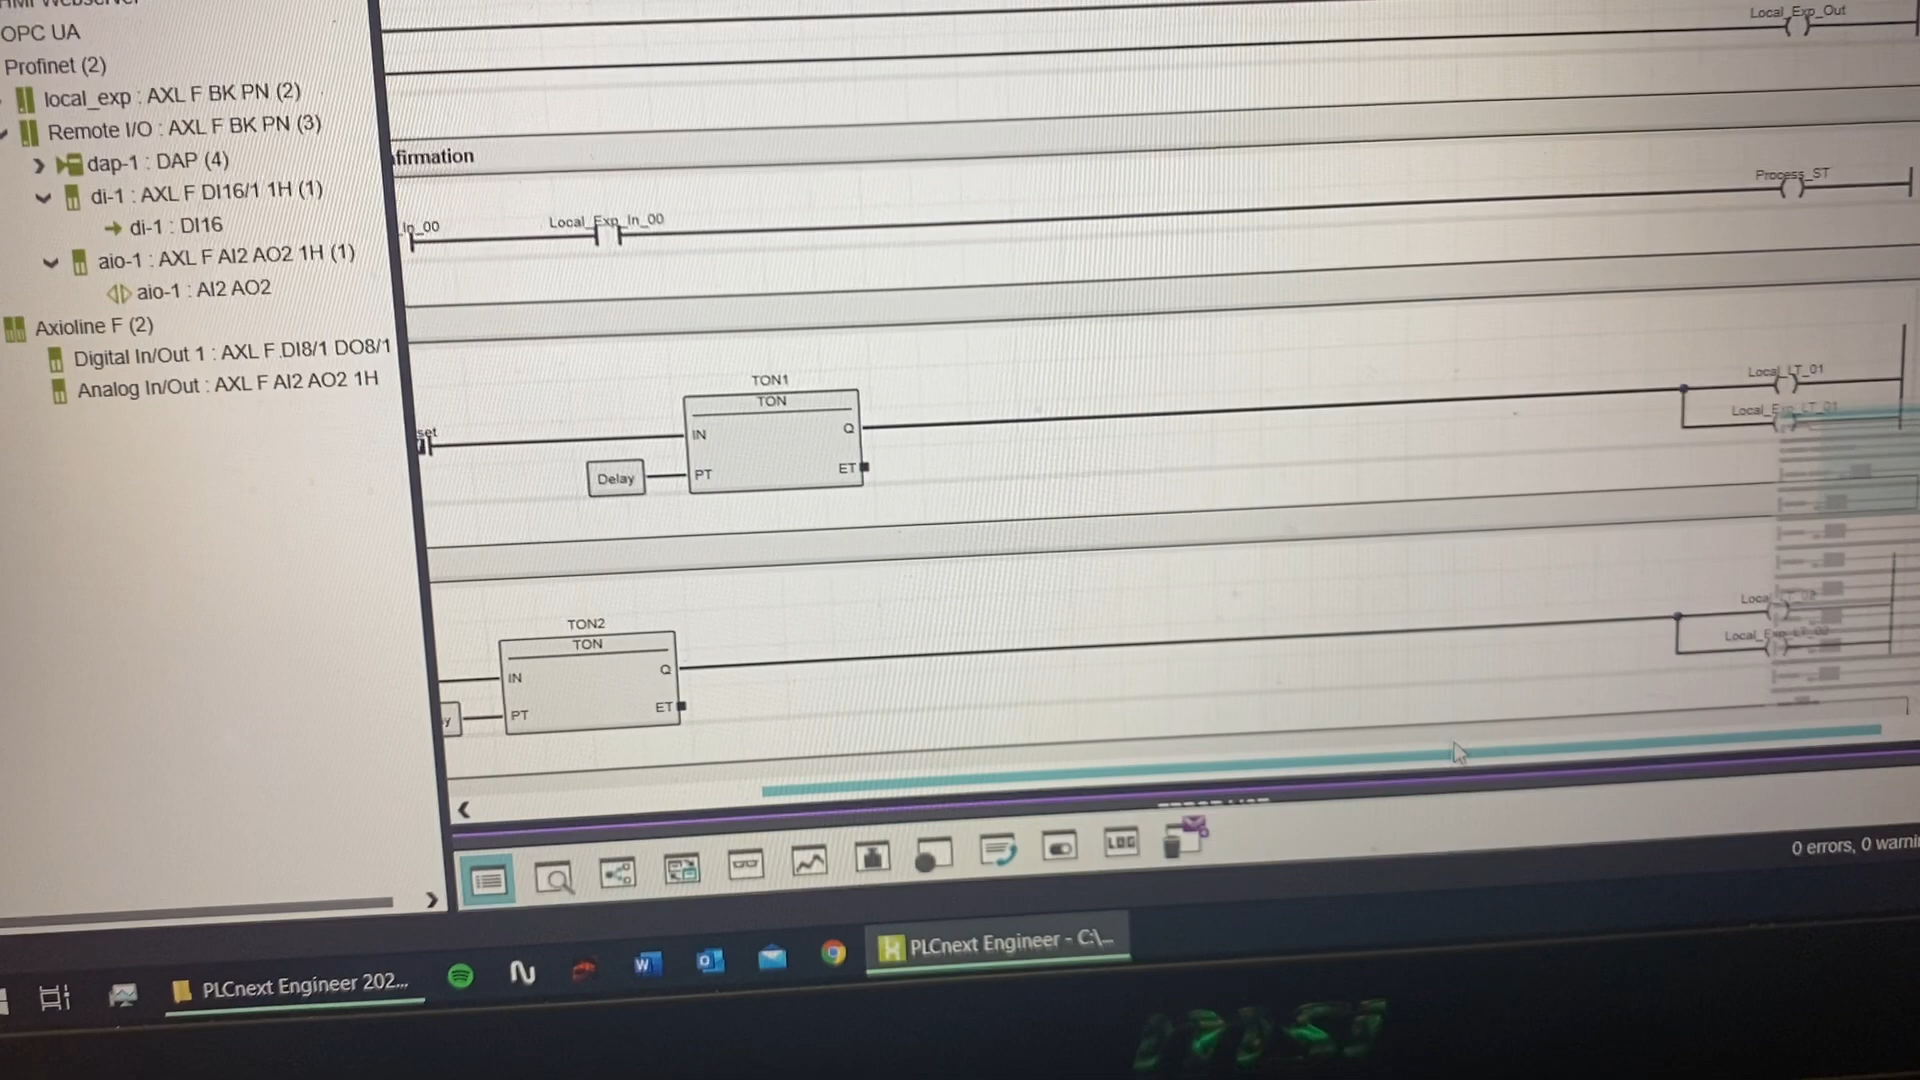 OPC UA
Profinet (2)
local_exp : AXL F BK PN (2)
Remote I/O : AXL F BK PN (3)
dap-1 : DAP (4)
di-1 : AXL F DI16/1 1H (1)
di-1 : DI16
aio-1 : AXL F AI2 AO2 1H (1)
aio-1 : AI2 AO2
Axioline F (2)
Digital In/Out 1 : AXL F DI8/1 DO8/1
Analog In/Out : AXL F AI2 AO2 1H
Local_Exp_Out
firmation
Process_ST
In_00
Local_Exp_In_00
TON1
TON
IN
Q
PT
ET
Delay
set
Local_LT_01
Local_Exp_LT_01
TON2
TON
IN
Q
PT
ET
y
0 errors, 0 warni
LOG
PLCnext Engineer 202...
PLCnext Engineer - C:\...